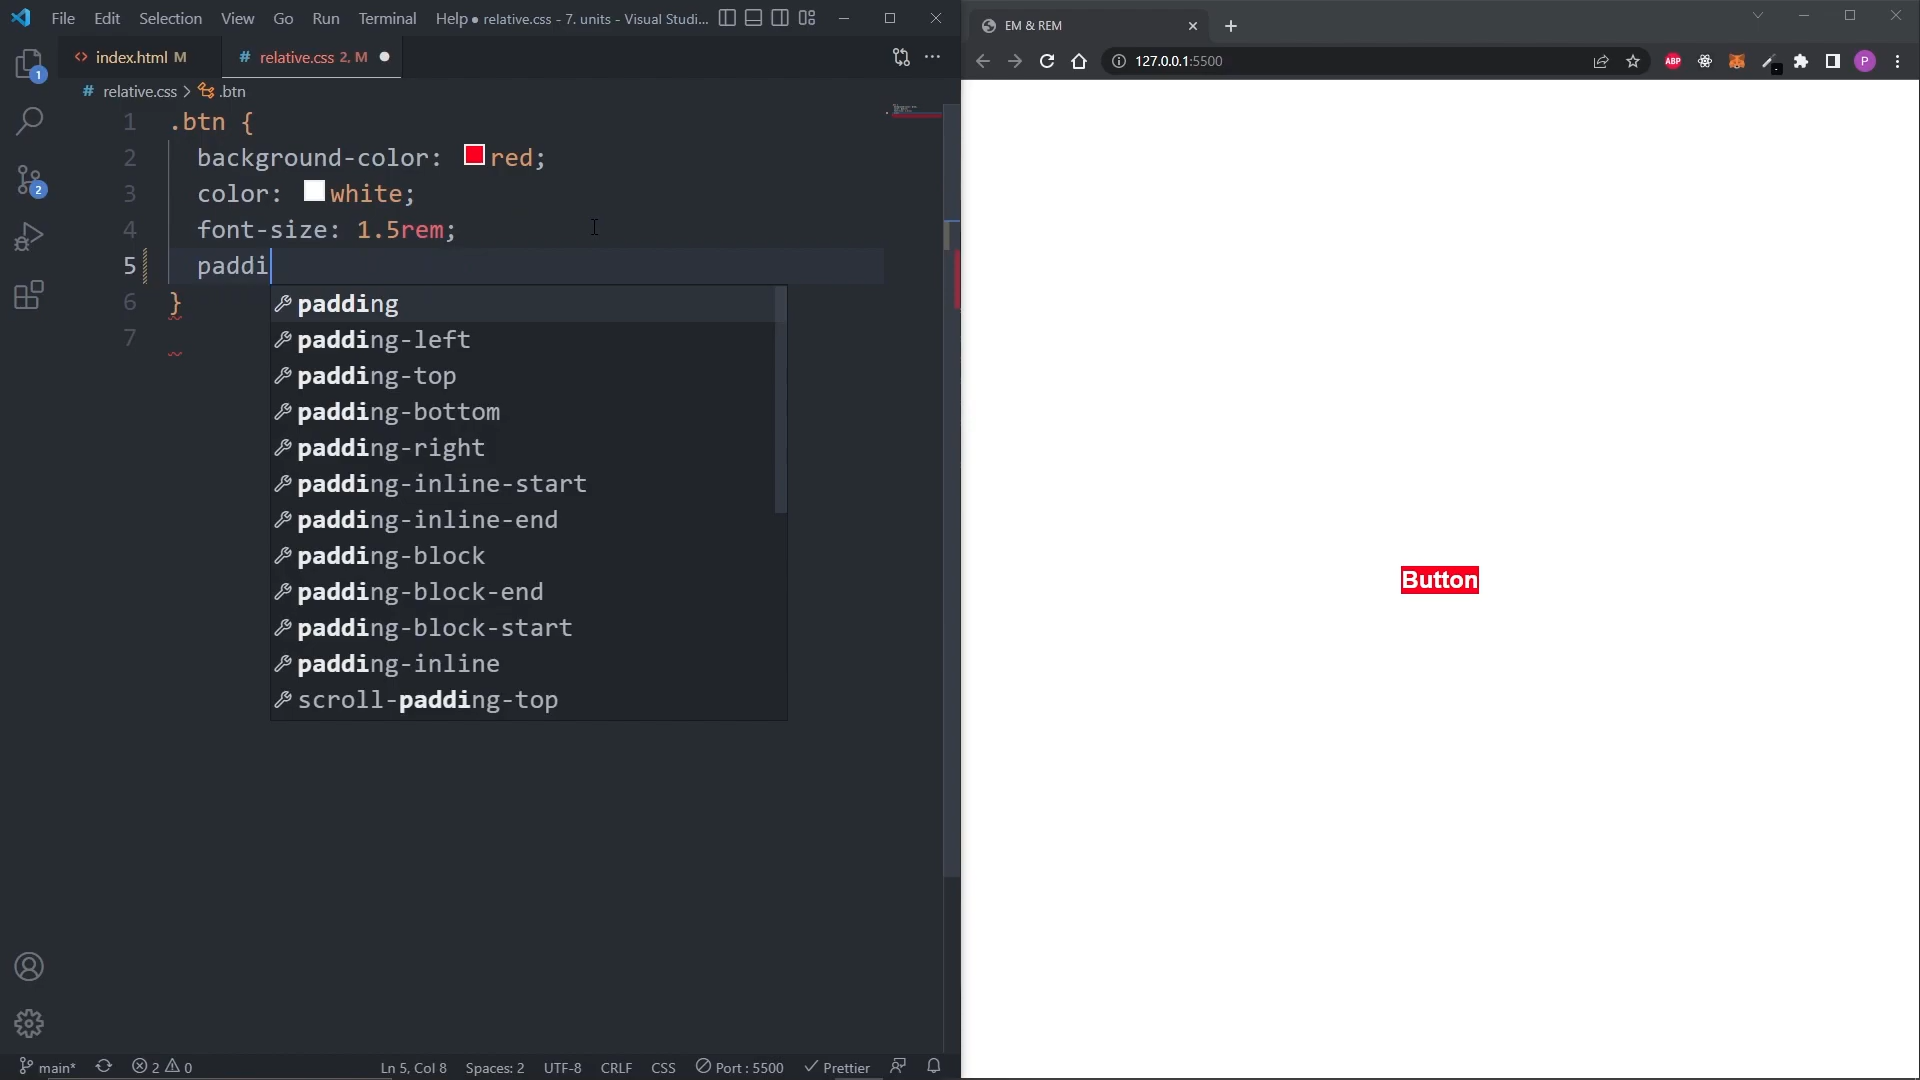 File Edit Selection View Go Run Terminal Help ● relative.css - 7. units - Visual Studi...
index.html M
# relative.css 2, M ●
# relative.css > .btn
1 .btn {
2 background-color: red;
3 color: white;
4 font-size: 1.5rem;
5 paddi
6 }
7
padding
padding-left
padding-top
padding-bottom
padding-right
padding-inline-start
padding-inline-end
padding-block
padding-block-end
padding-block-start
padding-inline
scroll-padding-top
1
2
main* 2 0 Ln 5, Col 8 Spaces: 2 UTF-8 CRLF CSS Port : 5500 Prettier
EM & REM
127.0.0.1:5500
ABP
P
Button